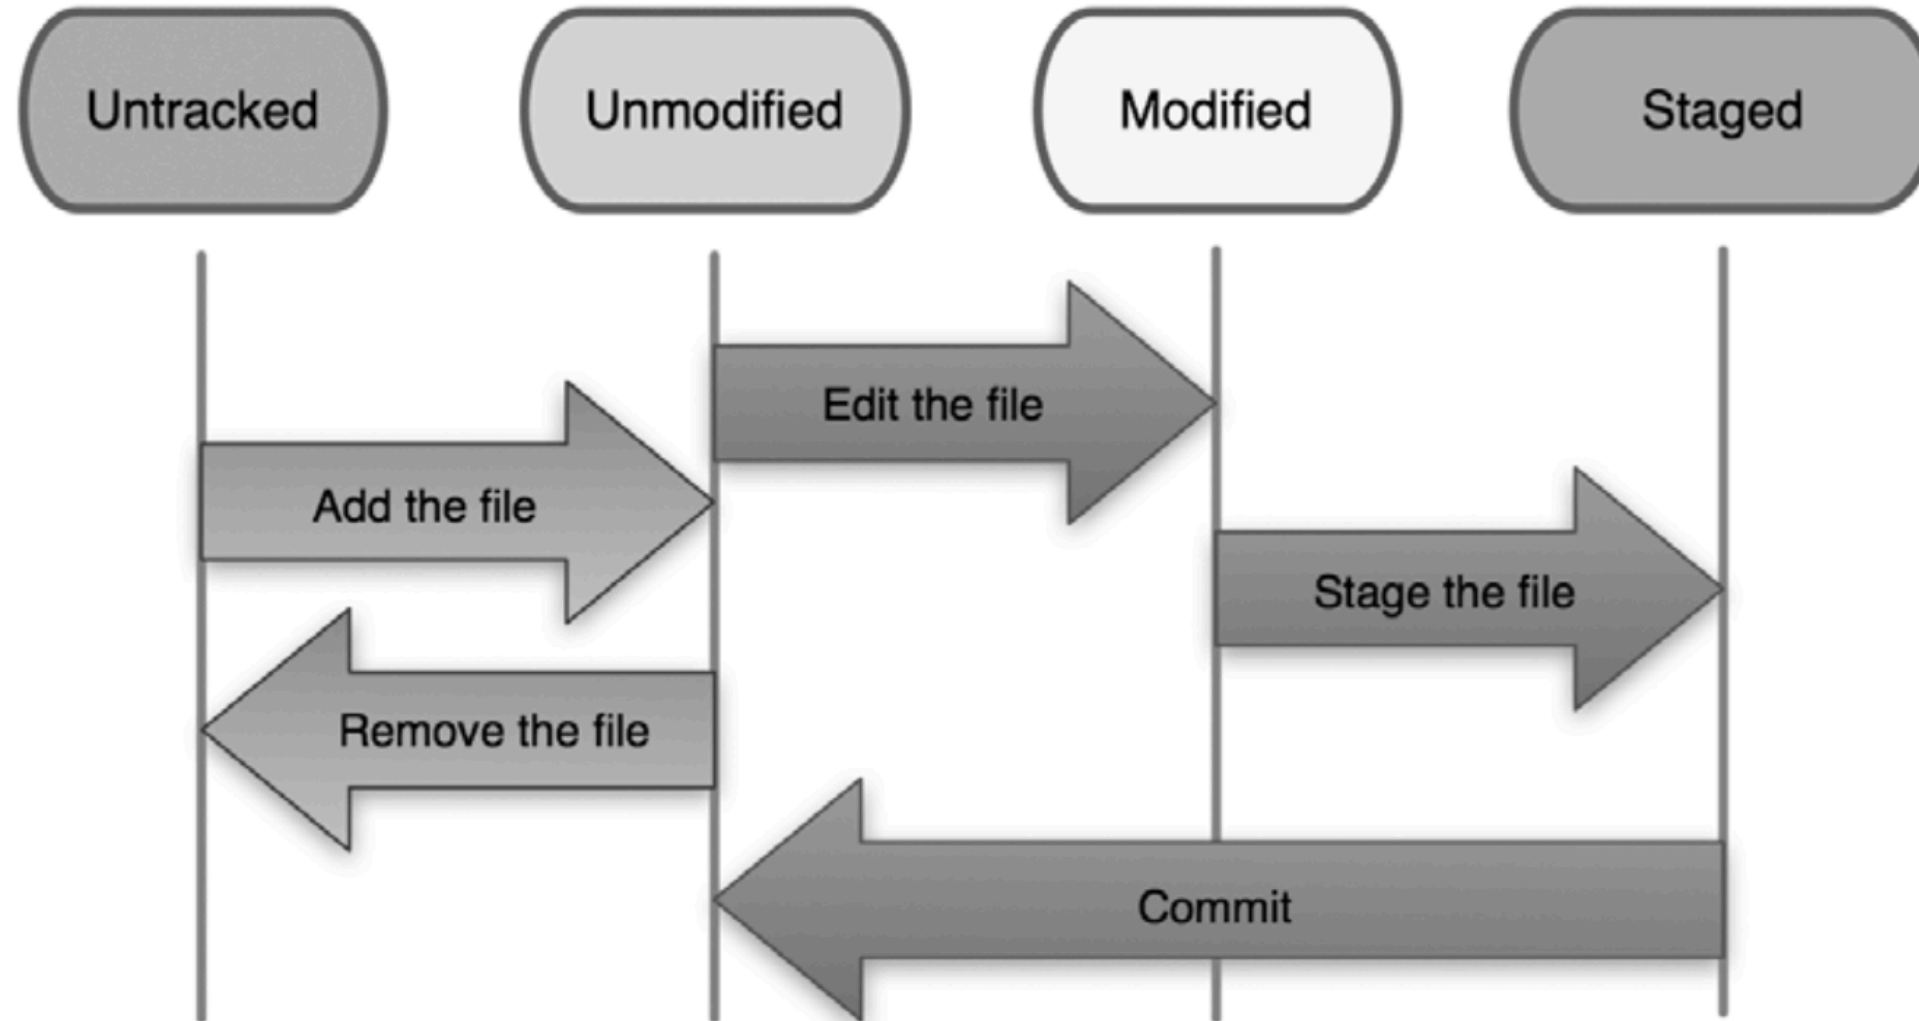 Untracked
Unmodified
Modified
Staged
Edit the file
Add the file
Stage the file
Remove the file
Commit